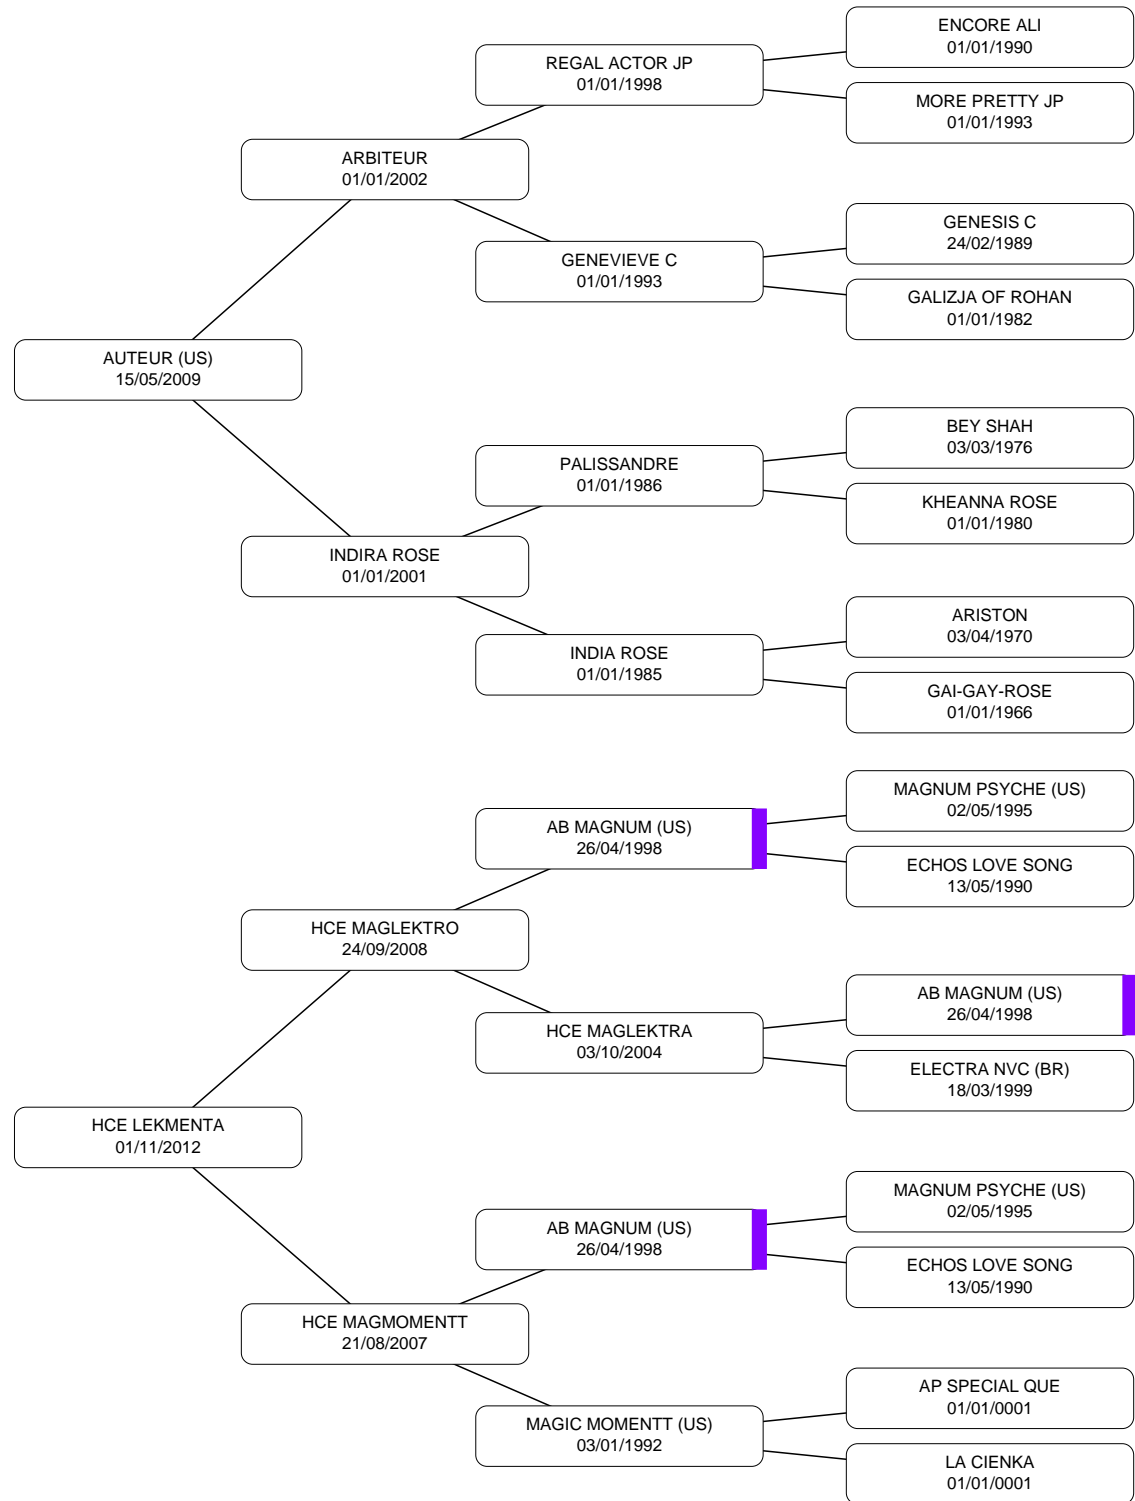 ENCORE ALI
01/01/1990
REGAL ACTOR JP
01/01/1998
MORE PRETTY JP
01/01/1993
ARBITEUR
01/01/2002
GENESIS C
24/02/1989
GENEVIEVE C
01/01/1993
GALIZJA OF ROHAN
01/01/1982
AUTEUR (US)
15/05/2009
BEY SHAH
03/03/1976
PALISSANDRE
01/01/1986
KHEANNA ROSE
01/01/1980
INDIRA ROSE
01/01/2001
ARISTON
03/04/1970
INDIA ROSE
01/01/1985
GAI-GAY-ROSE
01/01/1966
MAGNUM PSYCHE (US)
02/05/1995
AB MAGNUM (US)
26/04/1998
ECHOS LOVE SONG
13/05/1990
HCE MAGLEKTRO
24/09/2008
AB MAGNUM (US)
26/04/1998
HCE MAGLEKTRA
03/10/2004
ELECTRA NVC (BR)
18/03/1999
HCE LEKMENTA
01/11/2012
MAGNUM PSYCHE (US)
02/05/1995
AB MAGNUM (US)
26/04/1998
ECHOS LOVE SONG
13/05/1990
HCE MAGMOMENTT
21/08/2007
AP SPECIAL QUE
01/01/0001
MAGIC MOMENTT (US)
03/01/1992
LA CIENKA
01/01/0001